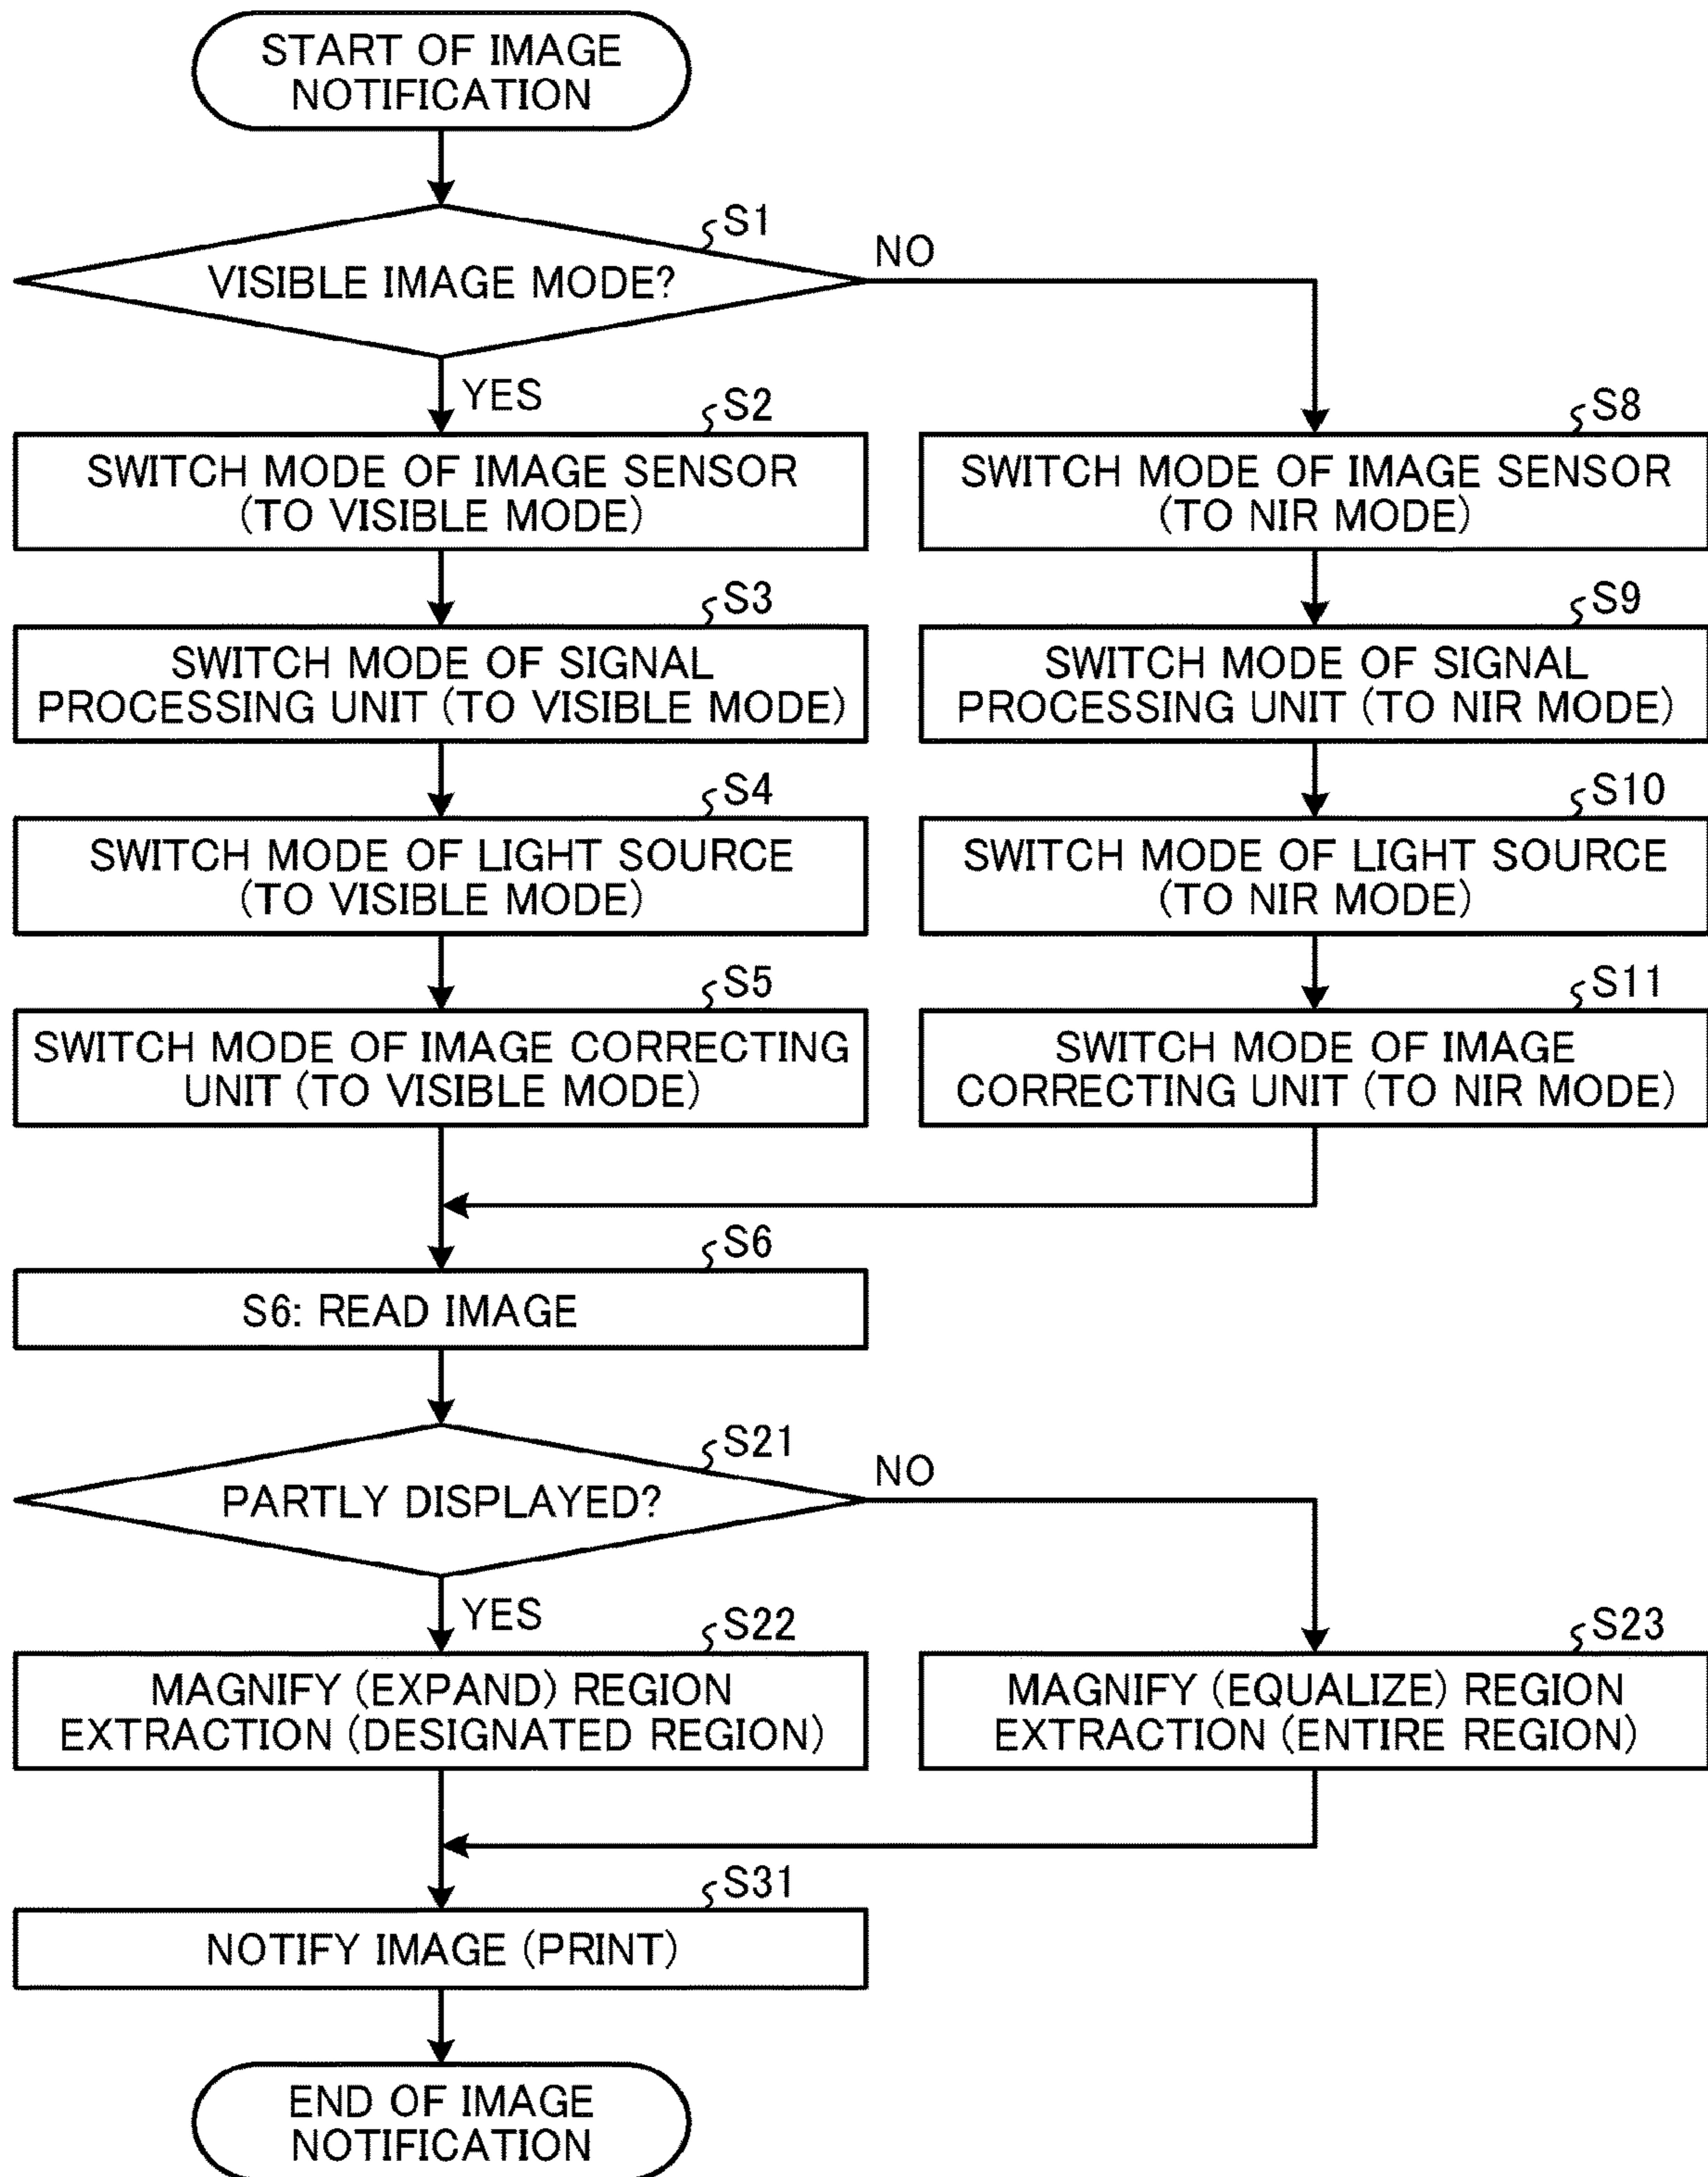 START OF IMAGE
NOTIFICATION
S1
VISIBLE IMAGE MODE?
NO
YES
S2
SWITCH MODE OF IMAGE SENSOR
(TO VISIBLE MODE)
S8
SWITCH MODE OF IMAGE SENSOR
(TO NIR MODE)
S3
SWITCH MODE OF SIGNAL
PROCESSING UNIT (TO VISIBLE MODE)
S9
SWITCH MODE OF SIGNAL
PROCESSING UNIT (TO NIR MODE)
S4
SWITCH MODE OF LIGHT SOURCE
(TO VISIBLE MODE)
S10
SWITCH MODE OF LIGHT SOURCE
(TO NIR MODE)
S5
SWITCH MODE OF IMAGE CORRECTING
UNIT (TO VISIBLE MODE)
S11
SWITCH MODE OF IMAGE
CORRECTING UNIT (TO NIR MODE)
S6
S6: READ IMAGE
S21
PARTLY DISPLAYED?
NO
YES
S22
MAGNIFY (EXPAND) REGION
EXTRACTION (DESIGNATED REGION)
S23
MAGNIFY (EQUALIZE) REGION
EXTRACTION (ENTIRE REGION)
S31
NOTIFY IMAGE (PRINT)
END OF IMAGE
NOTIFICATION